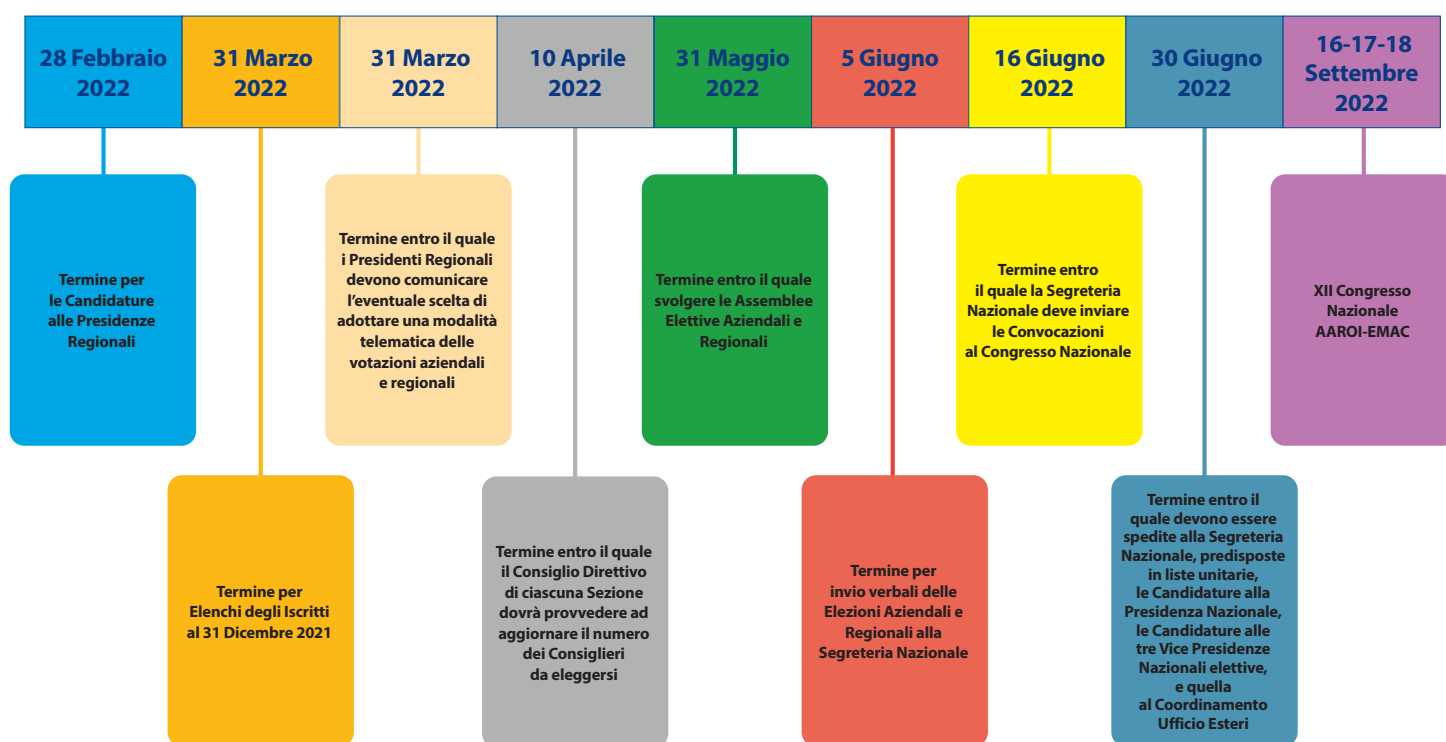 28 Febbraio
2022
31 Marzo
2022
31 Marzo
2022
10 Aprile
2022
31 Maggio
2022
5 Giugno
2022
16 Giugno
2022
30 Giugno
2022
16-17-18
Settembre
2022
Termine per
le Candidature
alle Presidenze
Regionali
Termine entro il quale
i Presidenti Regionali
devono comunicare
l’eventuale scelta di
adottare una modalità
telematica delle
votazioni aziendali
e regionali
Termine entro il quale
svolgere le Assemblee
Elettive Aziendali e
Regionali
Termine entro
il quale la Segreteria
Nazionale deve inviare
le Convocazioni
al Congresso Nazionale
XII Congresso
Nazionale
AAROI-EMAC
Termine per
Elenchi degli Iscritti
al 31 Dicembre 2021
Termine entro il quale
il Consiglio Direttivo
di ciascuna Sezione
dovrà provvedere ad
aggiornare il numero
dei Consiglieri
da eleggersi
Termine per
invio verbali delle
Elezioni Aziendali e
Regionali alla
Segreteria Nazionale
Termine entro il
quale devono essere
spedite alla Segreteria
Nazionale, predisposte
in liste unitarie,
le Candidature alla
Presidenza Nazionale,
le Candidature alle
tre Vice Presidenze
Nazionali elettive,
e quella
al Coordinamento
Ufficio Esteri